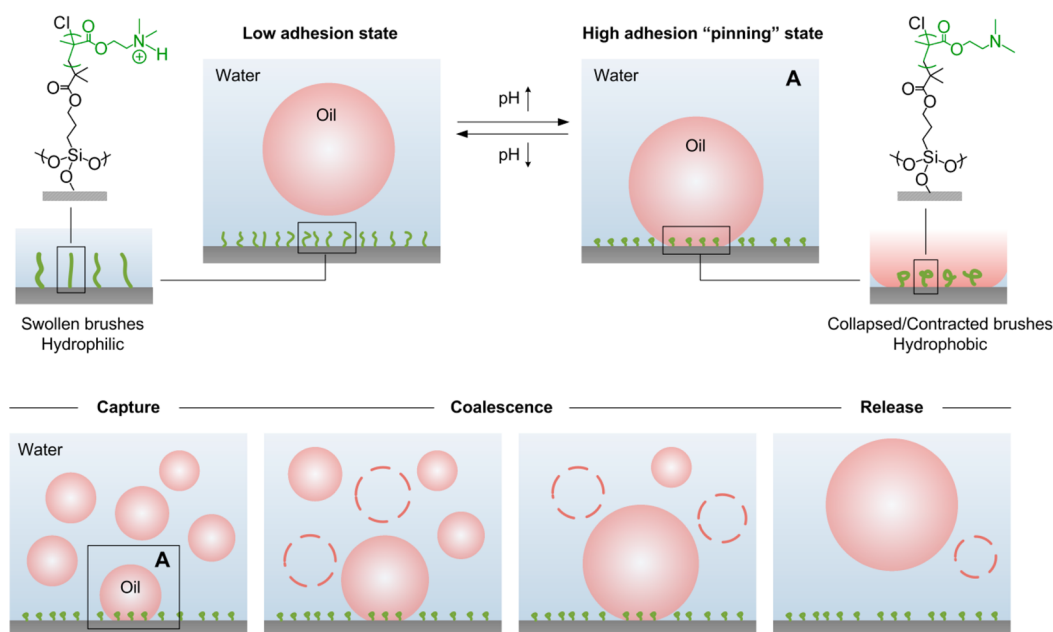 Cl
O
O
N
H
⊕
O
O
Si
O
O
O
Low adhesion state
Water
Oil
pH ↑
pH ↓
High adhesion “pinning” state
Water
A
Oil
Cl
O
O
N
O
O
Si
O
O
O
Swollen brushes
Hydrophilic
Collapsed/Contracted brushes
Hydrophobic
Capture
Coalescence
Release
Water
A
Oil